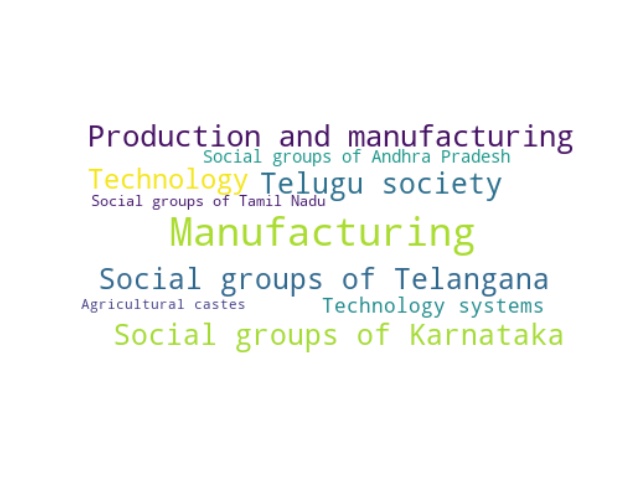 Production and manufacturing
Social groups of Andhra Pradesh
Technology Telugu society
Social groups of Tamil Nadu
Manufacturing
Social groups of Telangana
Agricultural castes Technology systems
Social groups of Karnataka